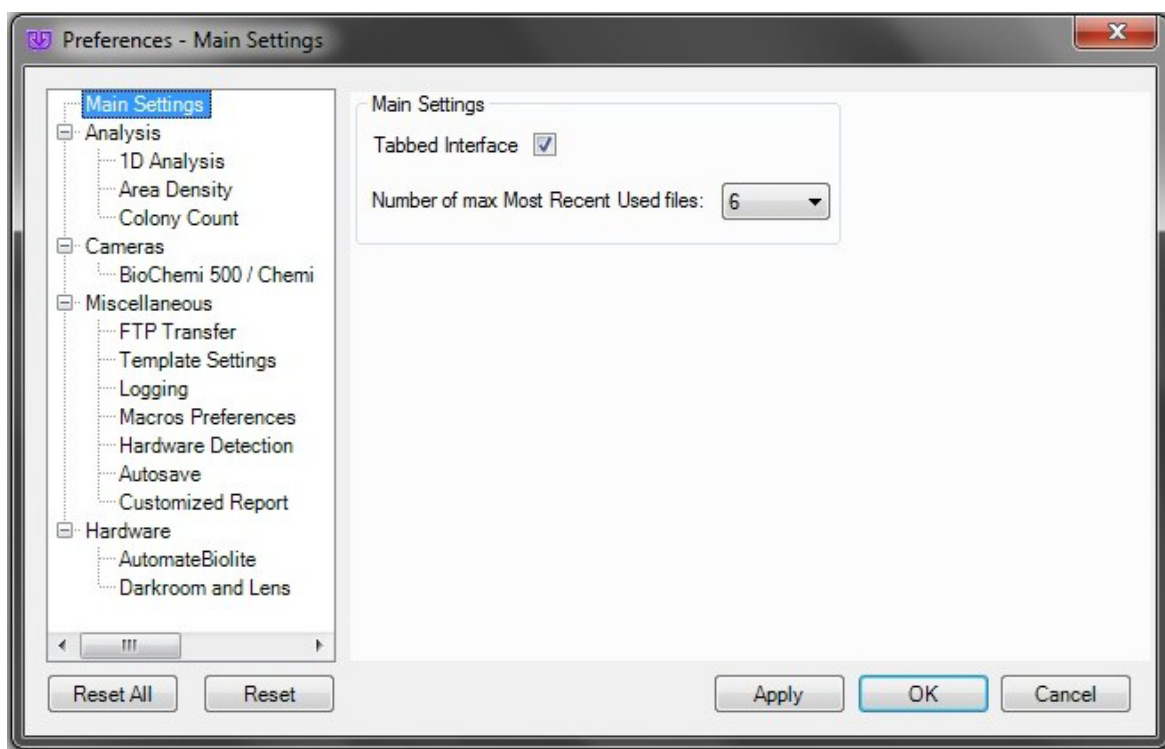 Preferences - Main Settings
Main Settings
Analysis
1D Analysis
Area Density
Colony Count
Cameras
BioChemi 500 / Chemi
Miscellaneous
FTP Transfer
Template Settings
Logging
Macros Preferences
Hardware Detection
Autosave
Customized Report
Hardware
AutomateBiolite
Darkroom and Lens
Main Settings
Tabbed Interface
Number of max Most Recent Used files: 6
Reset All Reset Apply OK Cancel